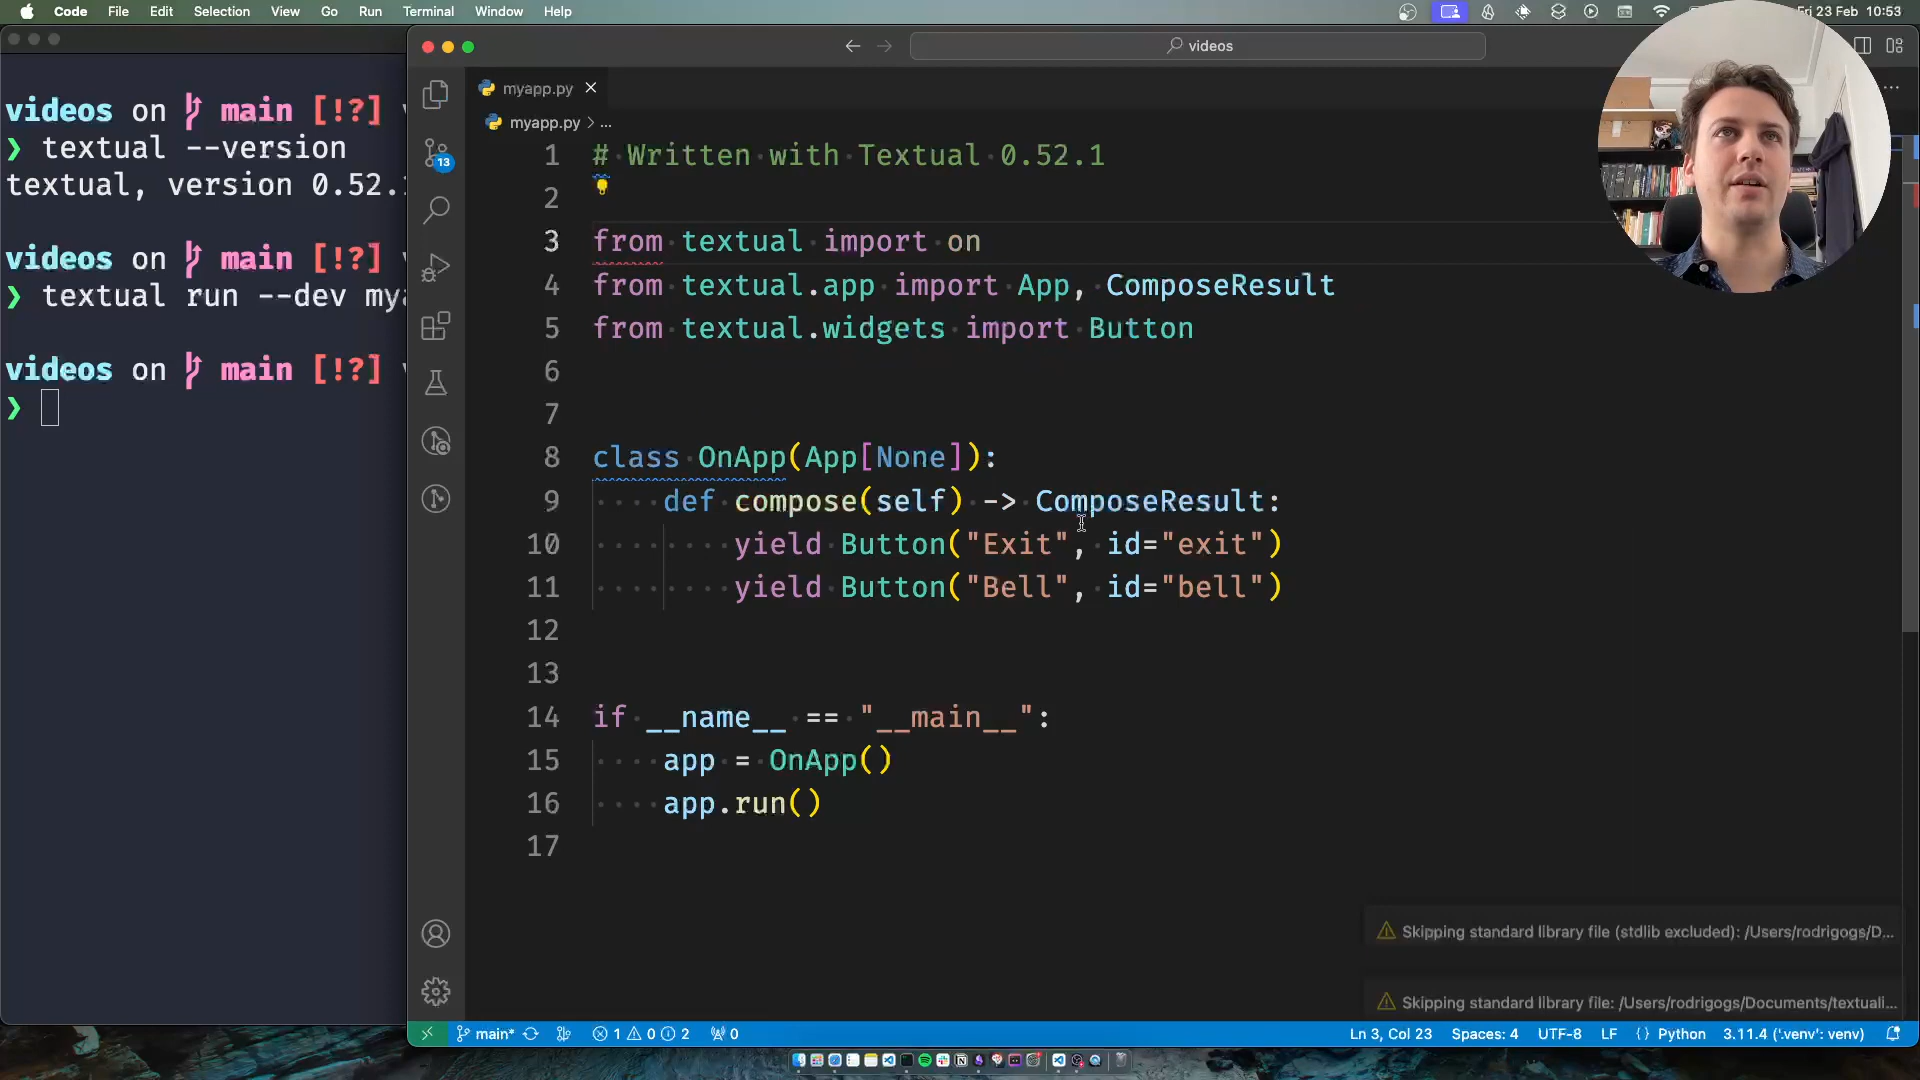 Code File Edit Selection View Go Run Terminal Window Help
Fri 23 Feb 10:53
videos on main [!?]
❯ textual --version
textual, version 0.52.
videos on main [!?]
❯ textual run --dev mya
videos on main [!?]
❯
videos
myapp.py
myapp.py > ...
13
1 # Written with Textual 0.52.1
2
3 from textual import on
4 from textual.app import App, ComposeResult
5 from textual.widgets import Button
6
7
8 class OnApp(App[None]):
9 def compose(self) -> ComposeResult:
10 yield Button("Exit", id="exit")
11 yield Button("Bell", id="bell")
12
13
14 if __name__ == "__main__":
15 app = OnApp()
16 app.run()
17
Skipping standard library file (stdlib excluded): /Users/rodrigogs/D...
Skipping standard library file: /Users/rodrigogs/Documents/textuali...
main* 1 0 2 0 Ln 3, Col 23 Spaces: 4 UTF-8 LF { } Python 3.11.4 ('.venv': venv)